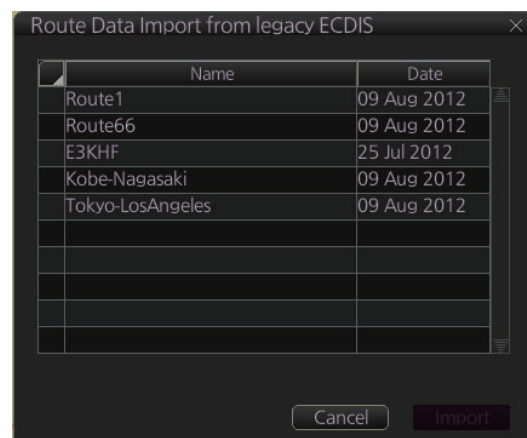 Route Data Import from legacy ECDIS
Name Date
Route1 09 Aug 2012
Route66 09 Aug 2012
E3KHF 25 Jul 2012
Kobe-Nagasaki 09 Aug 2012
Tokyo-LosAngeles 09 Aug 2012
Cancel Import